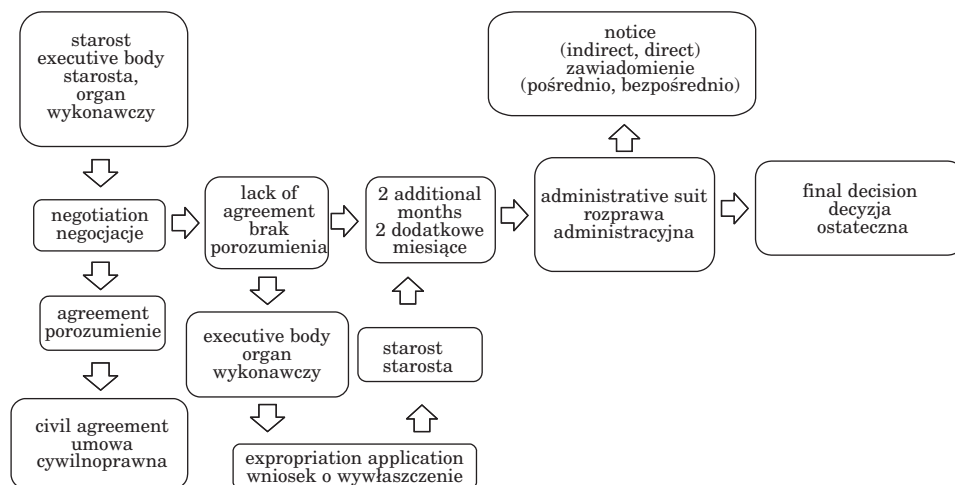 starost
executive body
starosta,
organ
wykonawczy
notice
(indirect, direct)
zawiadomienie
(pośrednio, bezpośrednio)
negotiation
negocjacje
lack of
agreement
brak
porozumienia
2 additional
months
2 dodatkowe
miesiące
administrative suit
rozprawa
administracyjna
final decision
decyzja
ostateczna
agreement
porozumienie
executive body
organ
wykonawczy
starost
starosta
civil agreement
umowa
cywilnoprawna
expropriation application
wniosek o wywłaszczenie